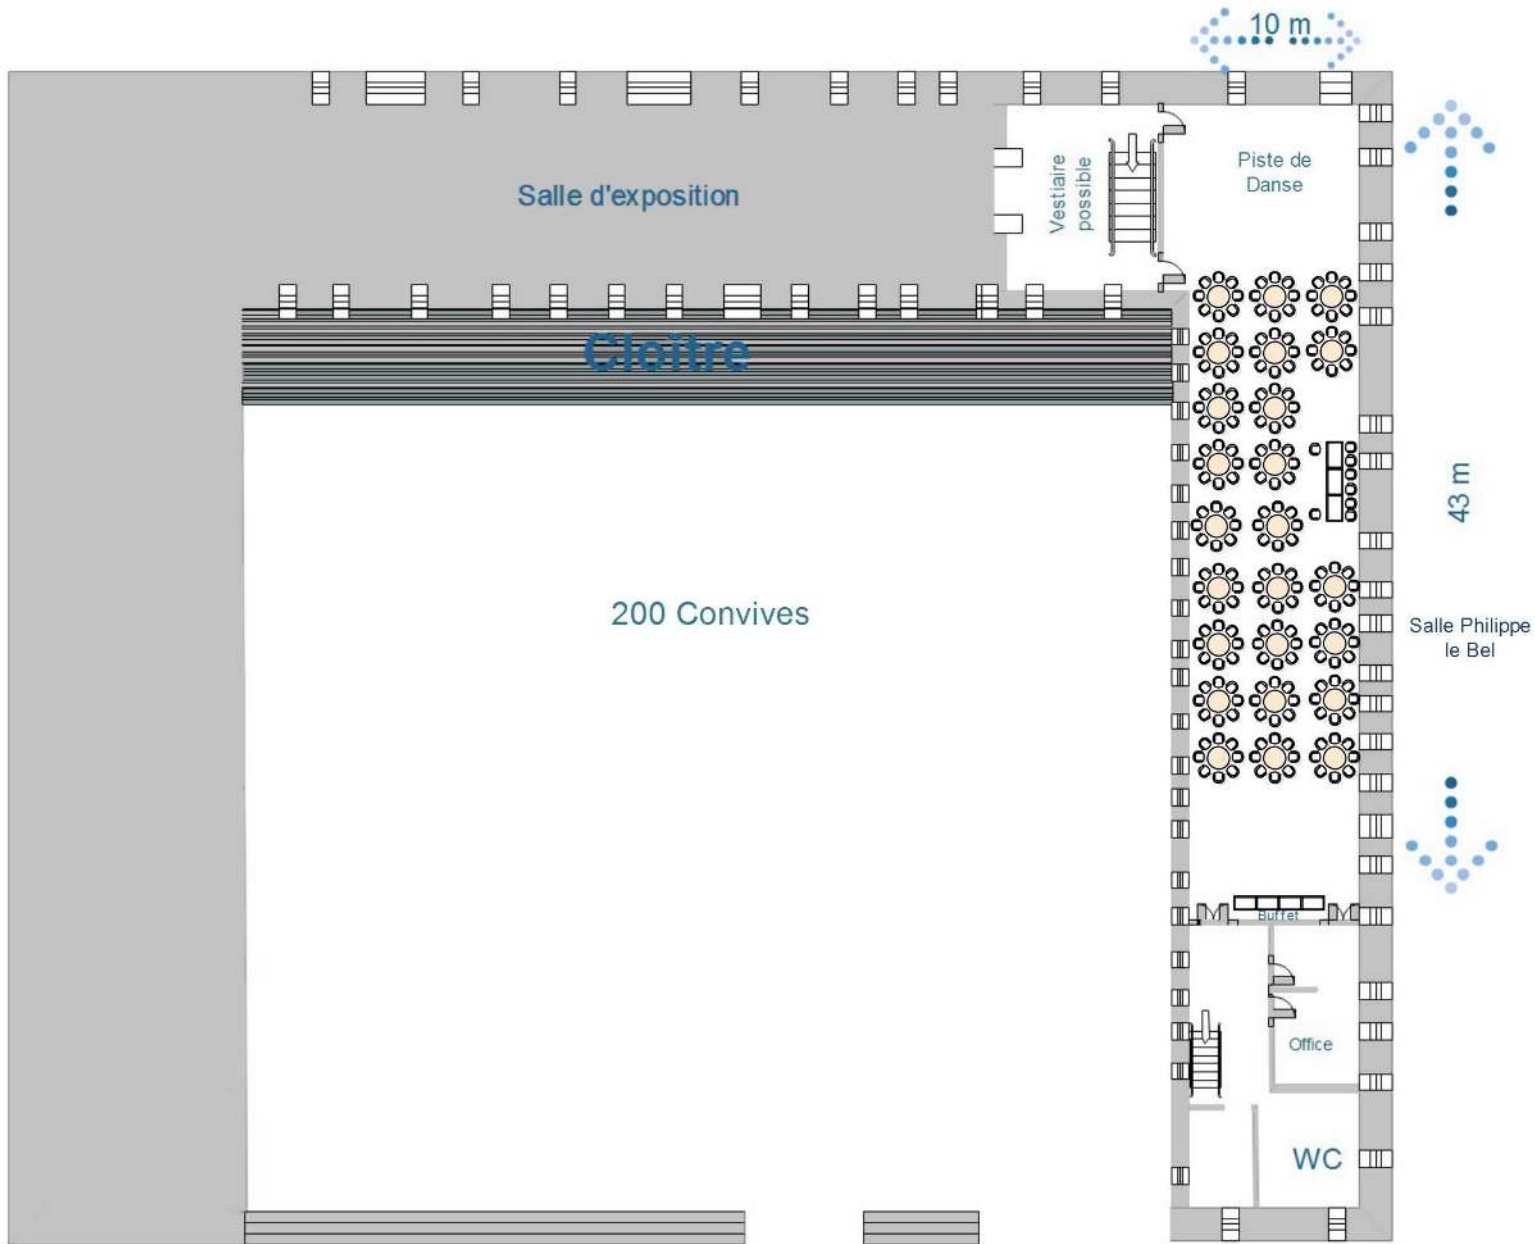 10 m
Piste de
Danse
Vestiaire
possible
Salle d'exposition
Cloître
43 m
200 Convives
Salle Philippe
le Bel
Buffet
Office
WC